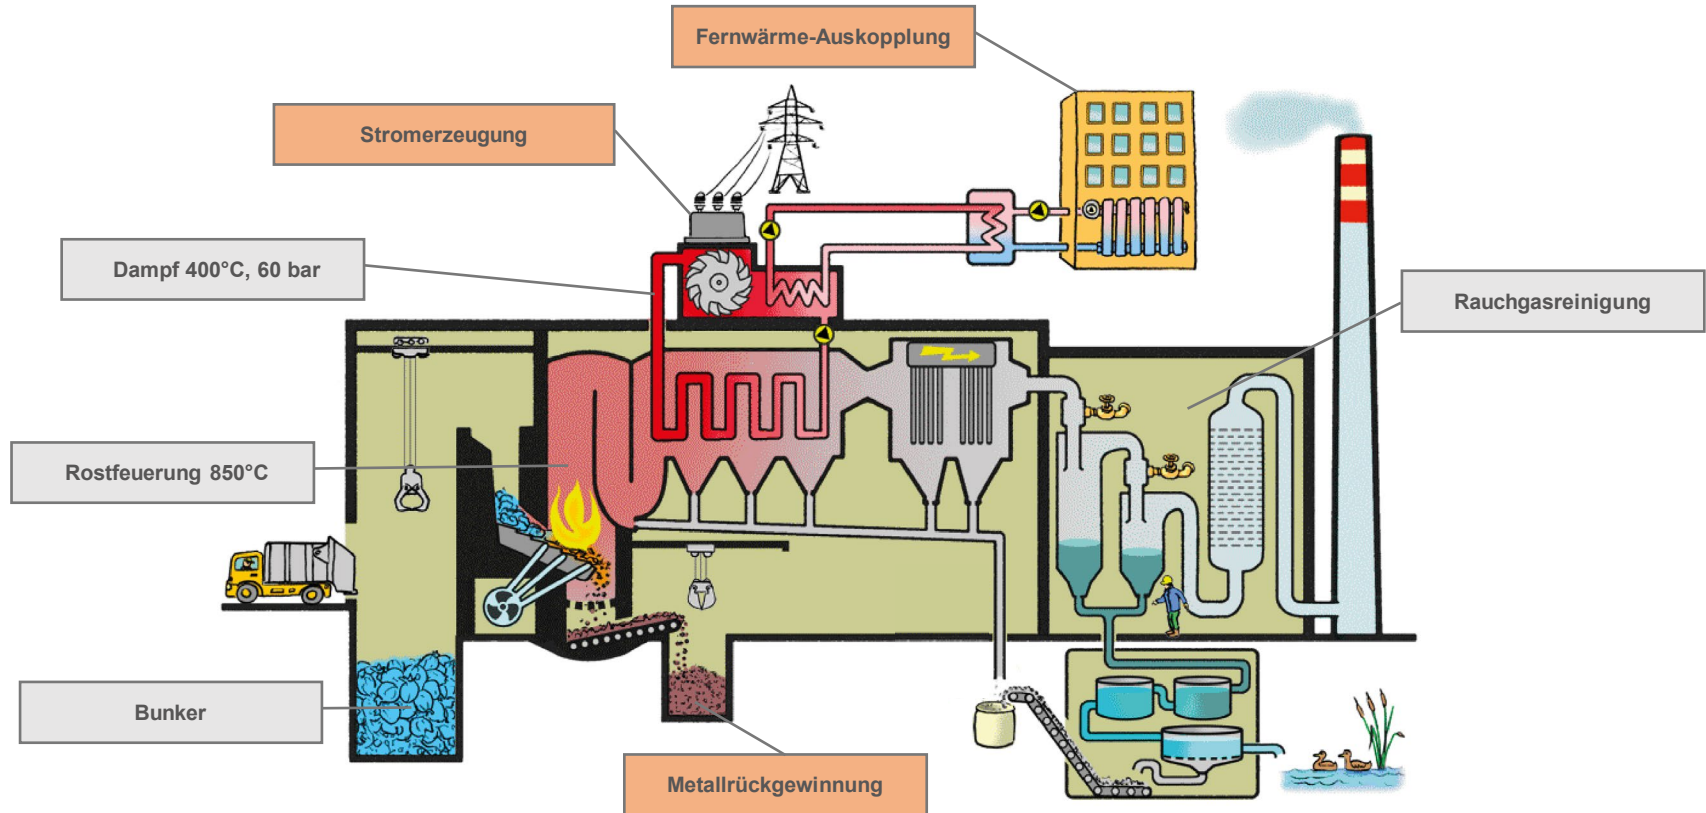 Fernwärme-Auskopplung
Stromerzeugung
Dampf 400°C, 60 bar
Rauchgasreinigung
Rostfeuerung 850°C
Bunker
Metallrückgewinnung